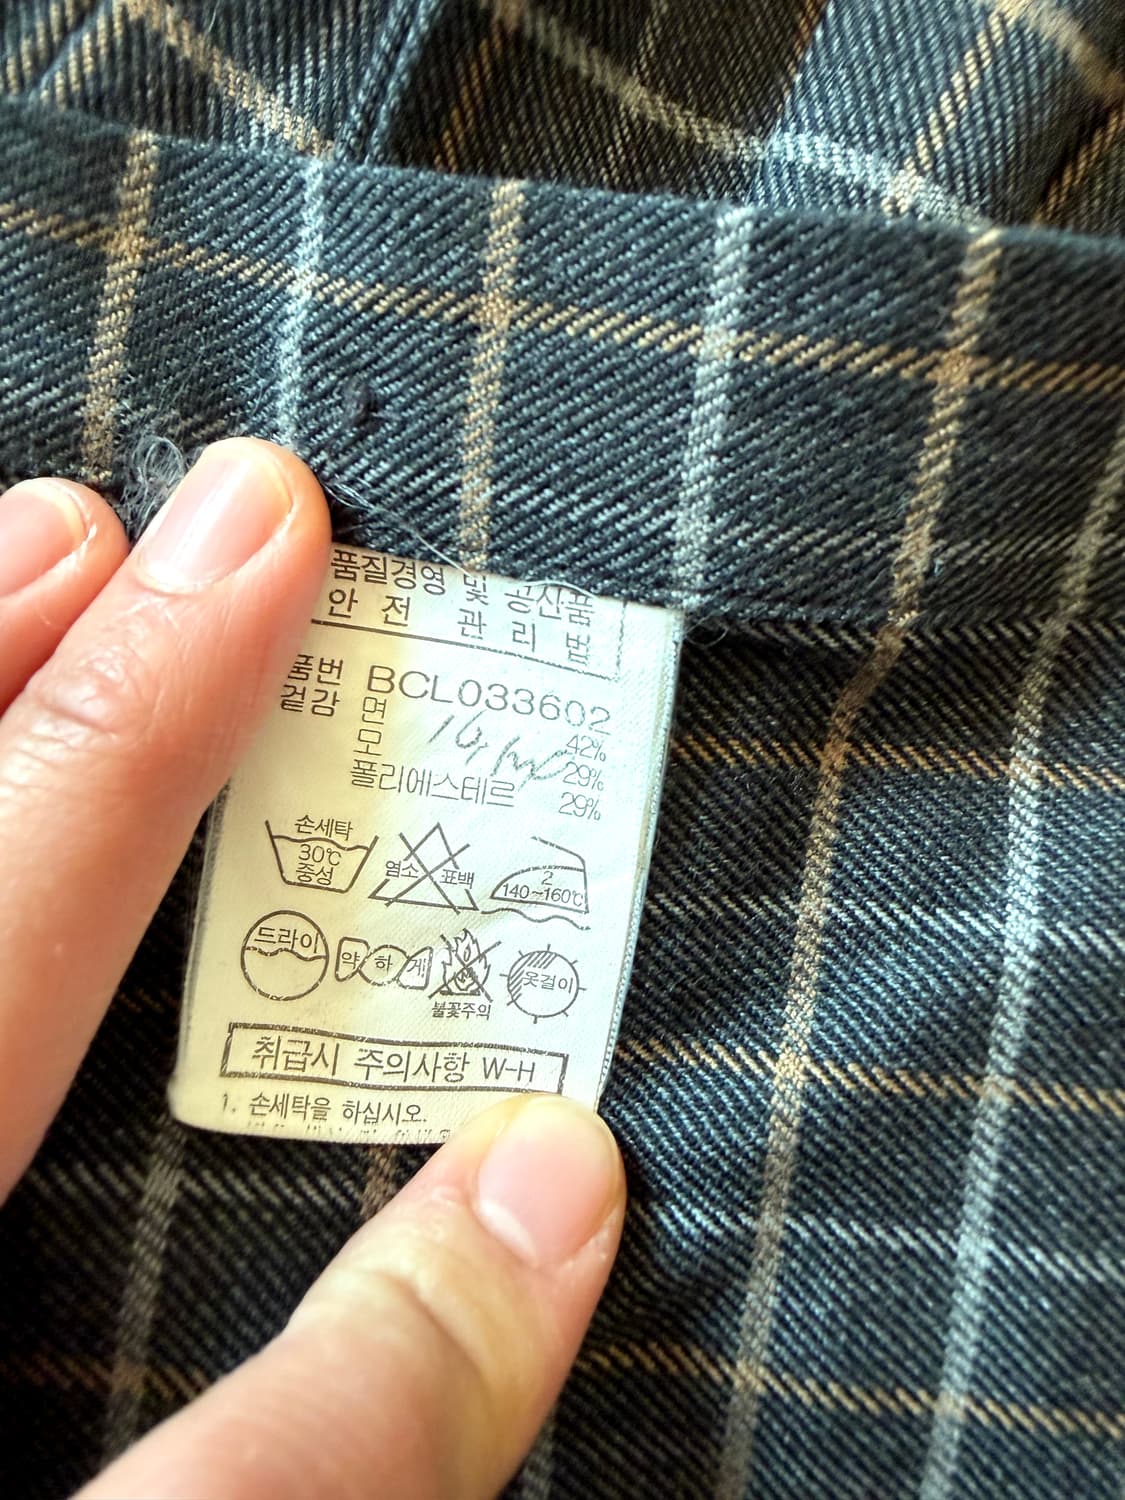 품질경영 및 공산품
안 전 관 리 법
품번 BCL033602
겉감 면 42%
모 29%
폴리에스테르 29%
손세탁 30℃ 중성
염소 표백
2 140~160℃
드라이
약하게
불꽃주의
옷걸이
취급시 주의사항 W-H
1. 손세탁을 하십시오.